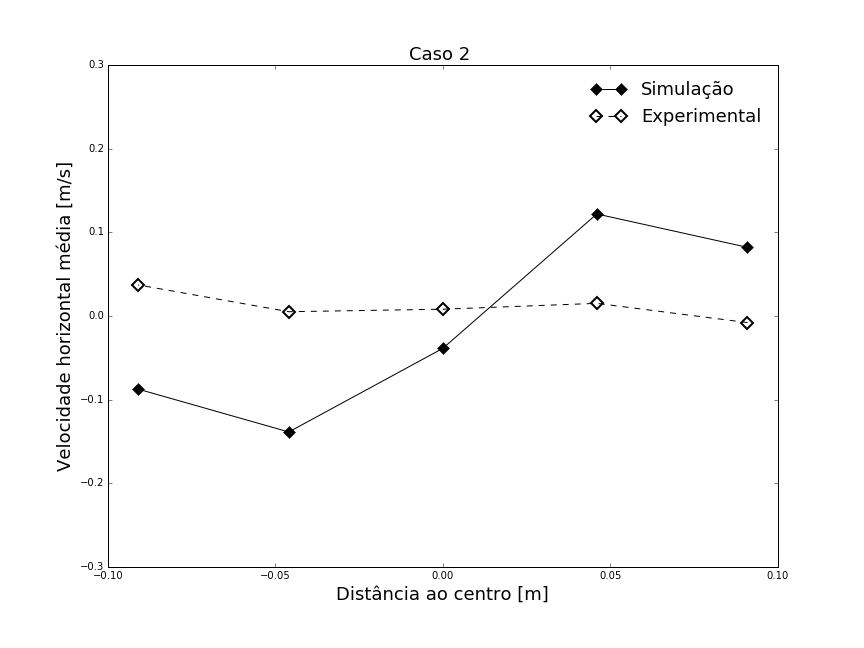 Caso 2
Simulação
Experimental
Velocidade horizontal média [m/s]
0.3
0.2
0.1
0.0
−0.1
−0.2
−0.3
−0.10
−0.05
0.00
0.05
0.10
Distância ao centro [m]